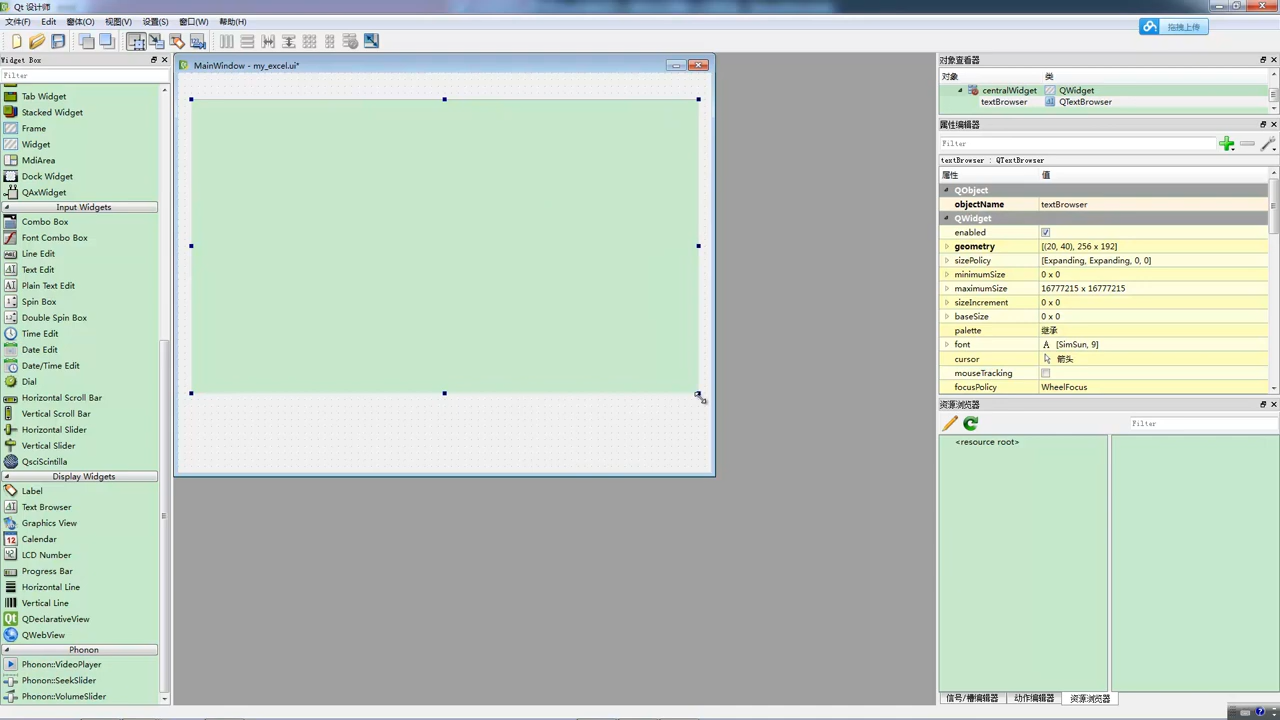 Qt 设计师
文件(F) Edit 窗体(O) 视图(V) 设置(S) 窗口(W) 帮助(H)
拖拽上传
Widget Box
Filter
Tab Widget
Stacked Widget
Frame
Widget
MdiArea
Dock Widget
QAxWidget
Input Widgets
Combo Box
Font Combo Box
Line Edit
Text Edit
Plain Text Edit
Spin Box
Double Spin Box
Time Edit
Date Edit
Date/Time Edit
Dial
Horizontal Scroll Bar
Vertical Scroll Bar
Horizontal Slider
Vertical Slider
QsciScintilla
Display Widgets
Label
Text Browser
Graphics View
Calendar
LCD Number
Progress Bar
Horizontal Line
Vertical Line
QDeclarativeView
QWebView
Phonon
Phonon::VideoPlayer
Phonon::SeekSlider
Phonon::VolumeSlider
MainWindow - my_excel.ui*
对象查看器
对象 类
centralWidget QWidget
textBrowser QTextBrowser
属性编辑器
Filter
textBrowser : QTextBrowser
属性 值
QObject
objectName textBrowser
QWidget
enabled
geometry [(20, 40), 256 x 192]
sizePolicy [Expanding, Expanding, 0, 0]
minimumSize 0 x 0
maximumSize 16777215 x 16777215
sizeIncrement 0 x 0
baseSize 0 x 0
palette 继承
font A [SimSun, 9]
cursor 箭头
mouseTracking
focusPolicy WheelFocus
资源浏览器
Filter
<resource root>
信号/槽编辑器 动作编辑器 资源浏览器